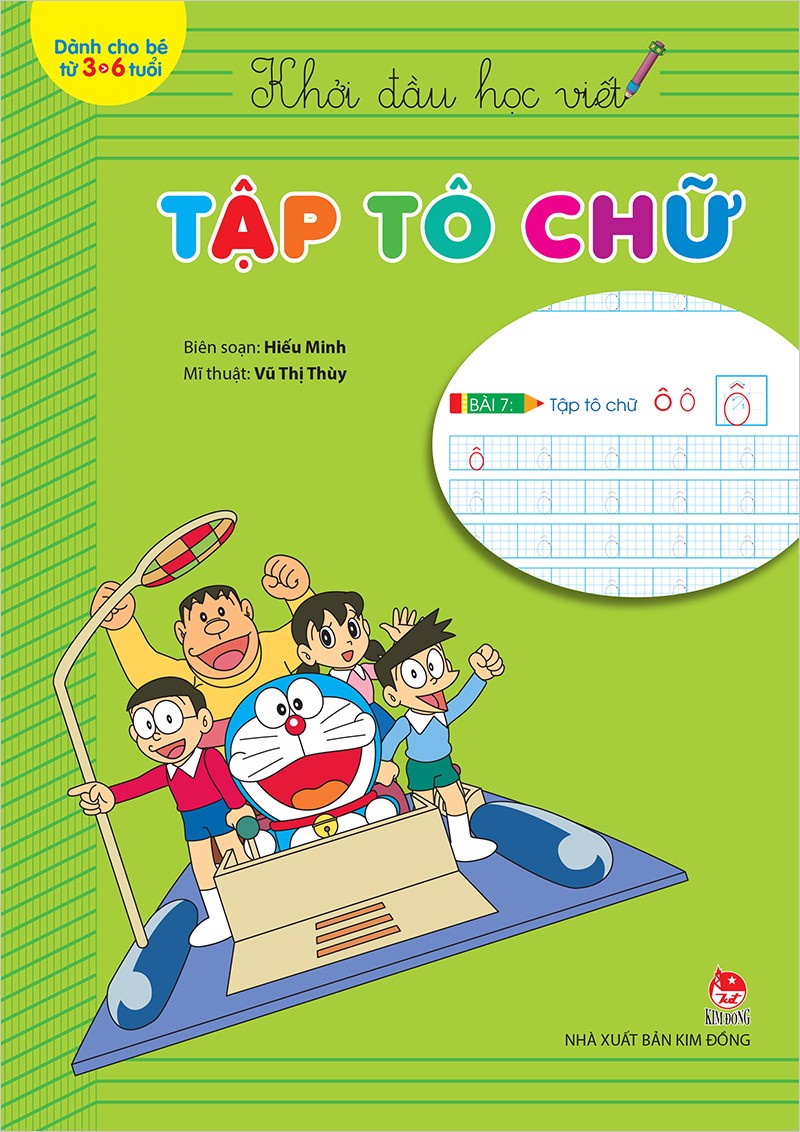 Dành cho bé
từ 3>6 tuổi
Khởi đầu học viết
TẬP TÔ CHỮ
Biên soạn: Hiếu Minh
Mĩ thuật: Vũ Thị Thùy
BÀI 7: Tập tô chữ ô ô ô
ô ô ô ô ô
ô ô ô ô ô
ô ô ô ô
KIM ĐỒNG
NHÀ XUẤT BẢN KIM ĐỒNG